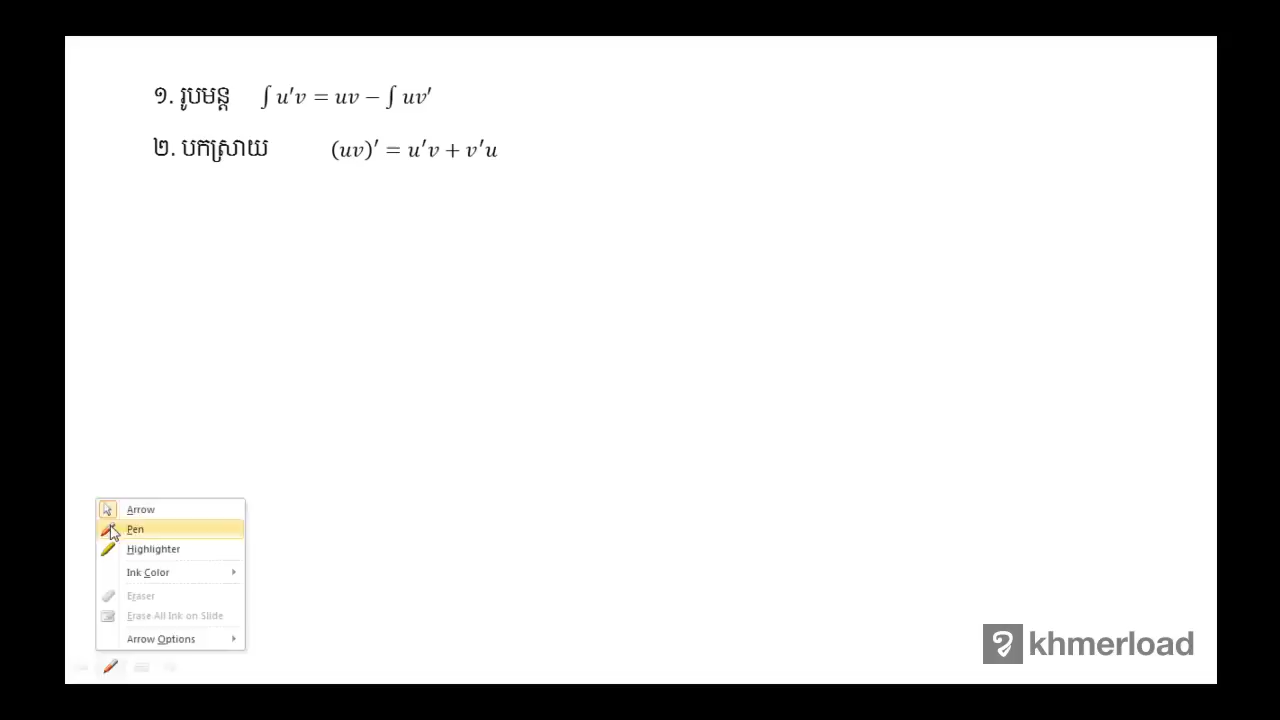 ១. រូបមន្ត ∫ u′v = uv − ∫ uv′
២. បកស្រាយ (uv)′ = u′v + v′u
Arrow
Pen
Highlighter
Ink Color
Eraser
Erase All Ink on Slide
Arrow Options
khmerload